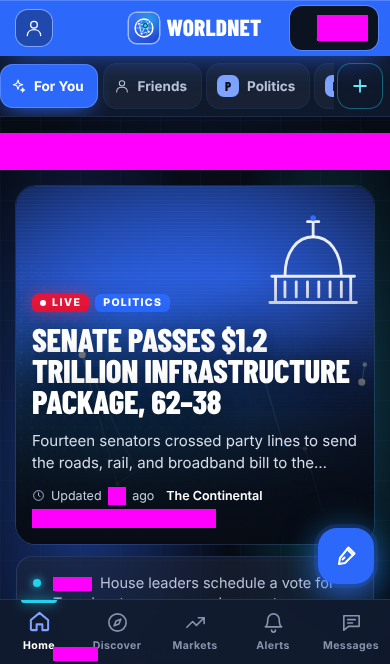 WORLDNET
For You
Friends
P Politics
LIVE
POLITICS
SENATE PASSES $1.2
TRILLION INFRASTRUCTURE
PACKAGE, 62–38
Fourteen senators crossed party lines to send
the roads, rail, and broadband bill to the...
Updated ago The Continental
House leaders schedule a vote for
Home
Discover
Markets
Alerts
Messages